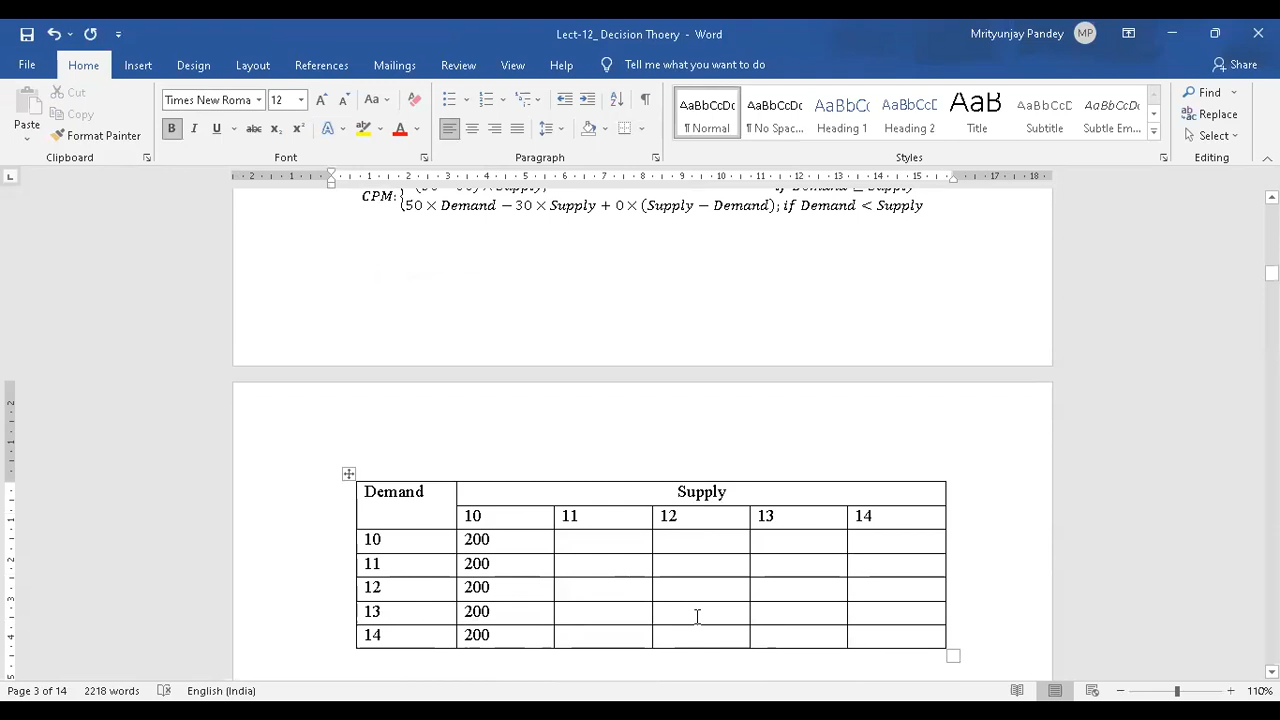 Lect-12_ Decision Thoery - Word
Mrityunjay Pandey
MP
File Home Insert Design Layout References Mailings Review View Help Tell me what you want to do Share
Paste
Cut
Copy
Format Painter
Clipboard
Times New Roma 12
Font
Paragraph
AaBbCcDc AaBbCcDc AaBbCc AaBbCcC AaB AaBbCcC AaBbCcDc
¶ Normal ¶ No Spac... Heading 1 Heading 2 Title Subtitle Subtle Em...
Styles
Find
Replace
Select
Editing
CPM:{
(50 × Demand − 30 × Supply + 0 × (Supply − Demand); if Demand < Supply
Demand Supply
10 11 12 13 14
10 200
11 200
12 200
13 200
14 200
Page 3 of 14 2218 words English (India) 110%